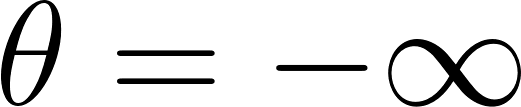 θ = −∞